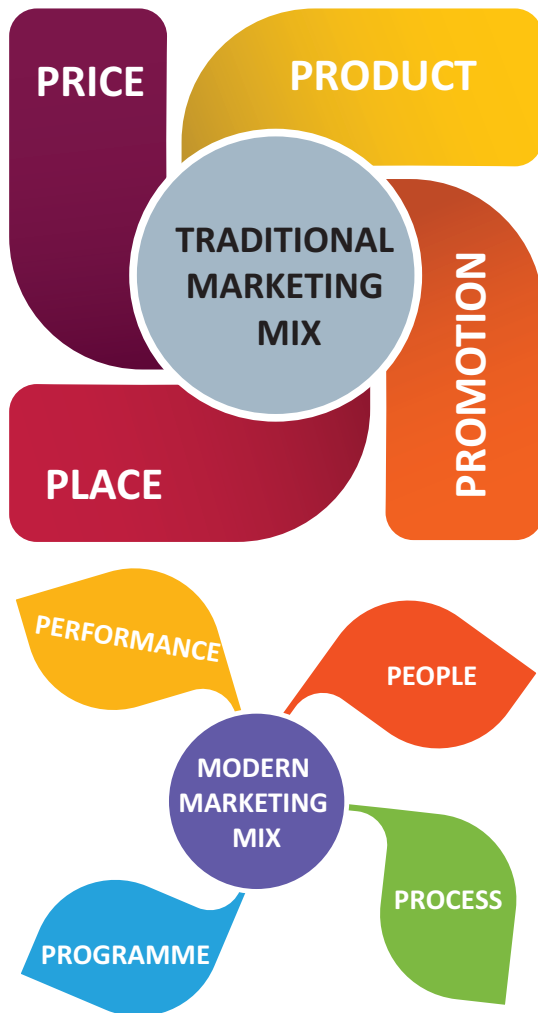 PRICE
PRODUCT
TRADITIONAL
MARKETING
MIX
PROMOTION
PLACE
PERFORMANCE
PEOPLE
MODERN
MARKETING
MIX
PROCESS
PROGRAMME